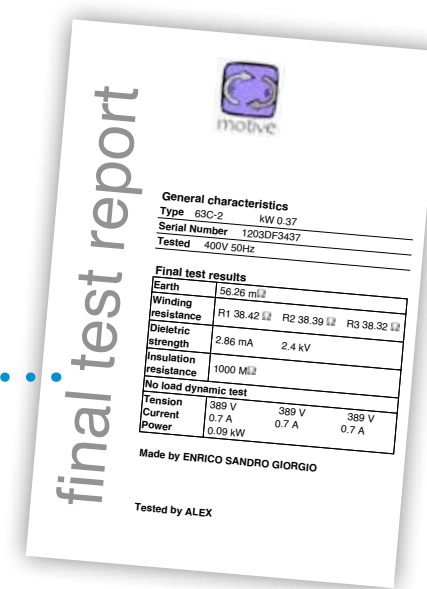 final test report
motive
General characteristics
Type 63C-2 kW 0.37
Serial Number 1203DF3437
Tested 400V 50Hz
Final test results
Earth 56.26 mΩ
Winding resistance R1 38.42 Ω R2 38.39 Ω R3 38.32 Ω
Dieletric strength 2.86 mA 2.4 kV
Insulation resistance 1000 MΩ
No load dynamic test
Tension 389 V 389 V 389 V
Current 0.7 A 0.7 A 0.7 A
Power 0.09 kW
Made by ENRICO SANDRO GIORGIO
Tested by ALEX